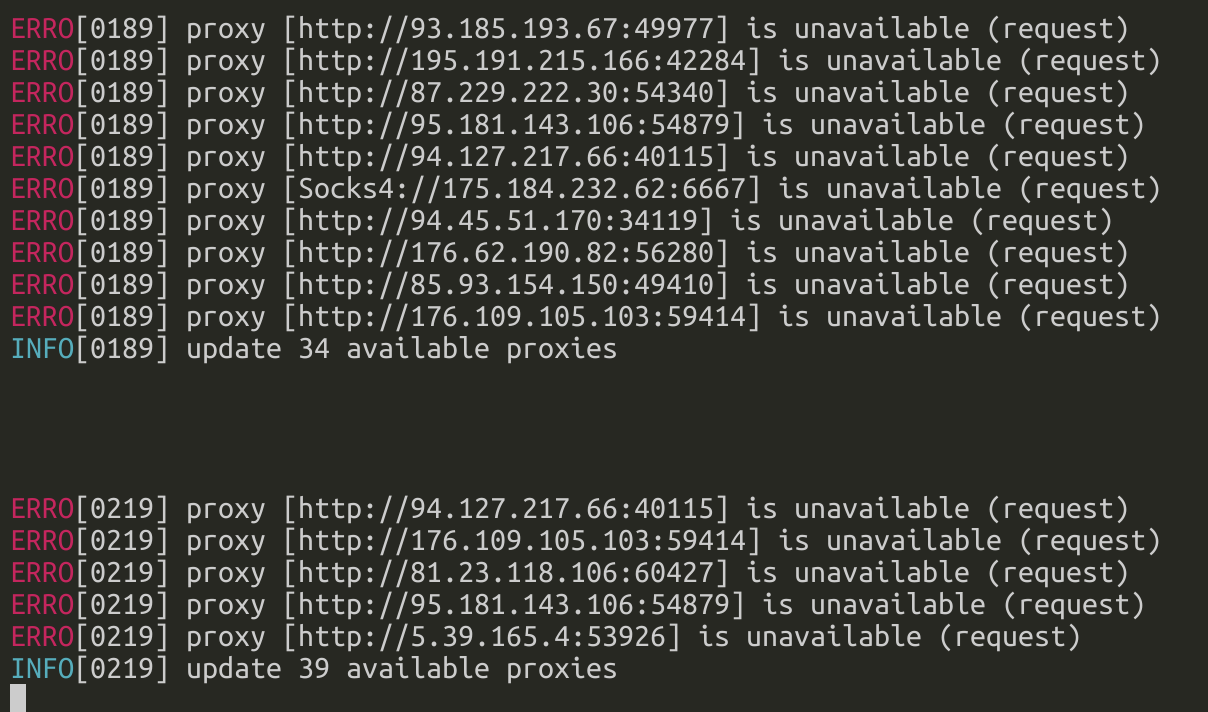 ERRO[0189] proxy [http://93.185.193.67:49977] is unavailable (request)
ERRO[0189] proxy [http://195.191.215.166:42284] is unavailable (request)
ERRO[0189] proxy [http://87.229.222.30:54340] is unavailable (request)
ERRO[0189] proxy [http://95.181.143.106:54879] is unavailable (request)
ERRO[0189] proxy [http://94.127.217.66:40115] is unavailable (request)
ERRO[0189] proxy [Socks4://175.184.232.62:6667] is unavailable (request)
ERRO[0189] proxy [http://94.45.51.170:34119] is unavailable (request)
ERRO[0189] proxy [http://176.62.190.82:56280] is unavailable (request)
ERRO[0189] proxy [http://85.93.154.150:49410] is unavailable (request)
ERRO[0189] proxy [http://176.109.105.103:59414] is unavailable (request)
INFO[0189] update 34 available proxies
ERRO[0219] proxy [http://94.127.217.66:40115] is unavailable (request)
ERRO[0219] proxy [http://176.109.105.103:59414] is unavailable (request)
ERRO[0219] proxy [http://81.23.118.106:60427] is unavailable (request)
ERRO[0219] proxy [http://95.181.143.106:54879] is unavailable (request)
ERRO[0219] proxy [http://5.39.165.4:53926] is unavailable (request)
INFO[0219] update 39 available proxies